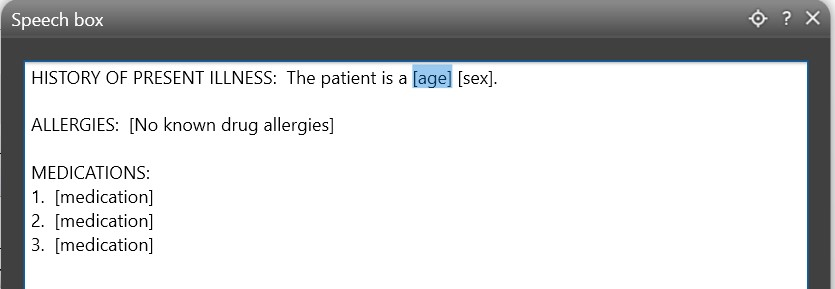 Speech box ?
HISTORY OF PRESENT ILLNESS:  The patient is a [age] [sex].
ALLERGIES:  [No known drug allergies]
MEDICATIONS:
1.  [medication]
2.  [medication]
3.  [medication]